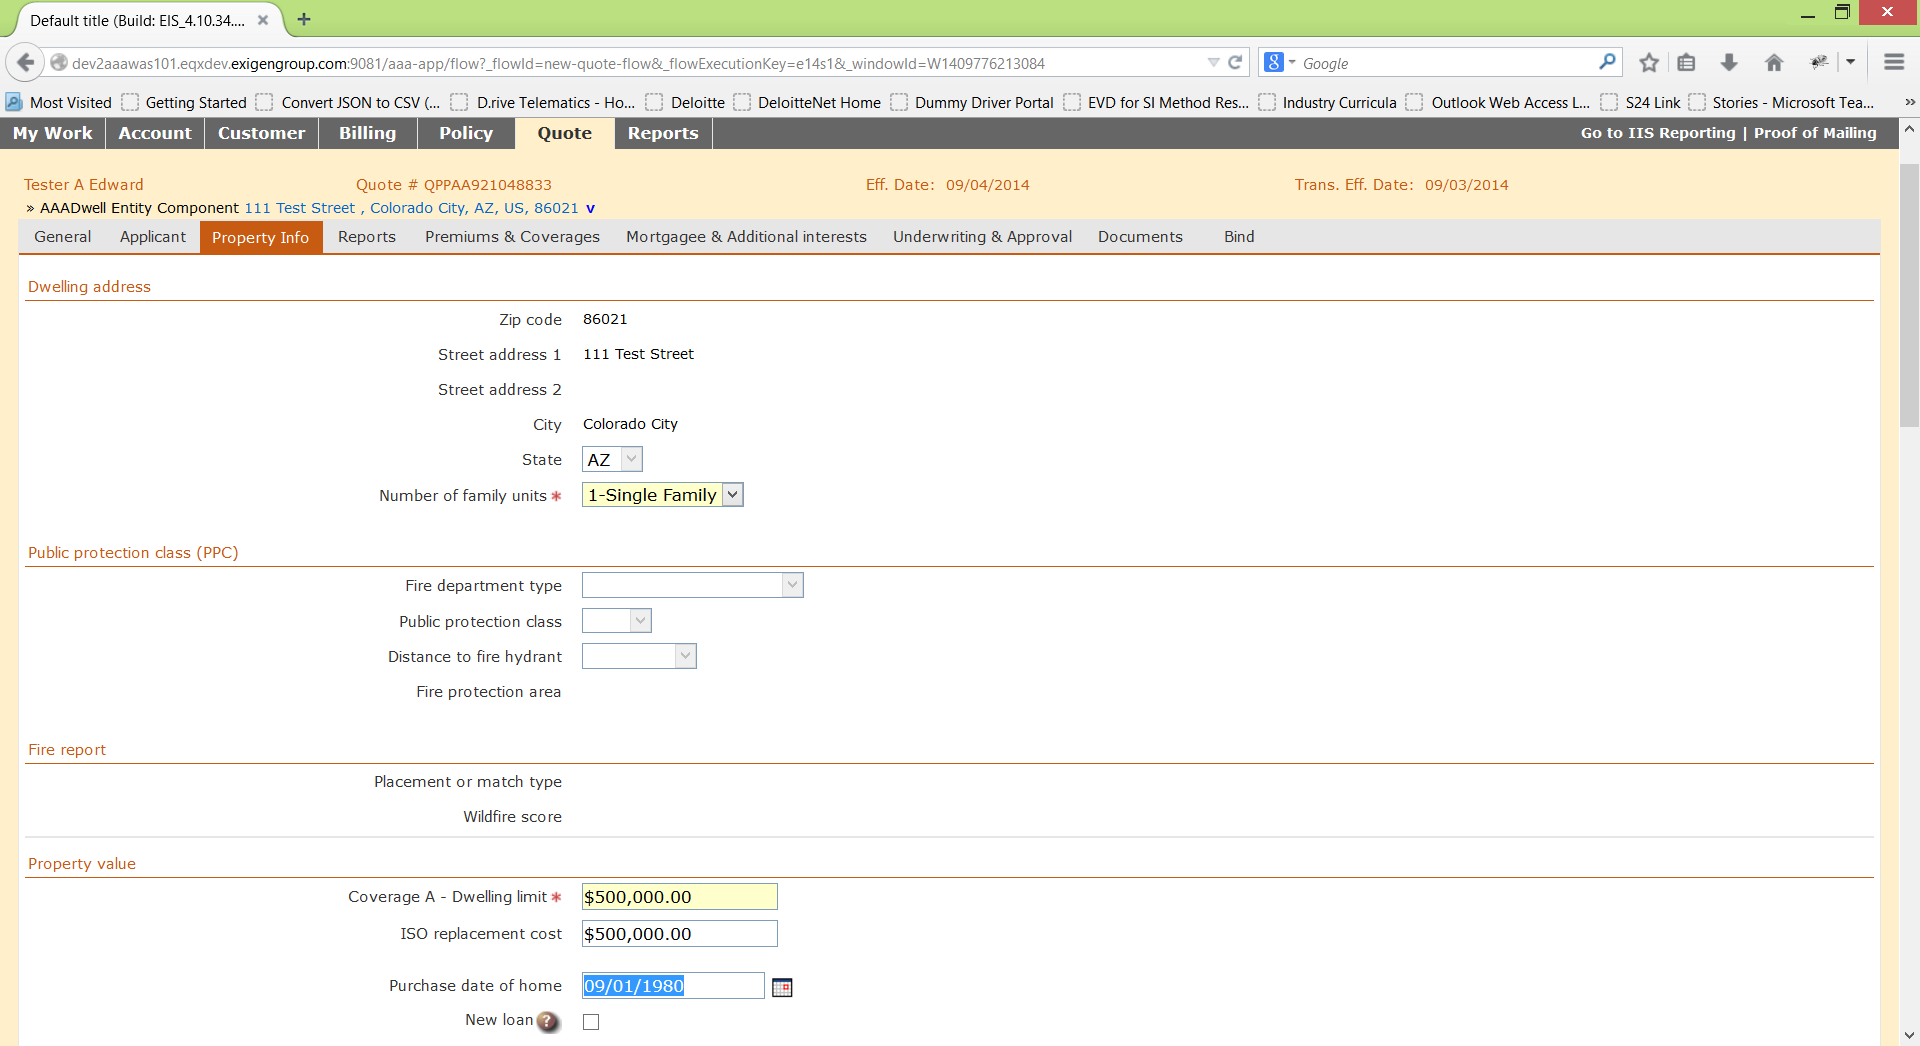 Default title (Build: EIS_4.10.34....
dev2aaawas101.eqxdev.exigengroup.com:9081/aaa-app/flow?_flowId=new-quote-flow&_flowExecutionKey=e14s1&_windowId=W1409776213084
8 Google
Most Visited Getting Started Convert JSON to CSV (... D.rive Telematics - Ho... Deloitte DeloitteNet Home Dummy Driver Portal EVD for SI Method Res... Industry Curricula Outlook Web Access L... S24 Link Stories - Microsoft Tea... »
My Work Account Customer Billing Policy Quote Reports Go to IIS Reporting | Proof of Mailing
Tester A Edward Quote # QPPAA921048833 Eff. Date: 09/04/2014 Trans. Eff. Date: 09/03/2014
» AAADwell Entity Component 111 Test Street , Colorado City, AZ, US, 86021 v
General Applicant Property Info Reports Premiums & Coverages Mortgagee & Additional interests Underwriting & Approval Documents Bind
Dwelling address
Zip code 86021
Street address 1 111 Test Street
Street address 2
City Colorado City
State AZ
Number of family units * 1-Single Family
Public protection class (PPC)
Fire department type
Public protection class
Distance to fire hydrant
Fire protection area
Fire report
Placement or match type
Wildfire score
Property value
Coverage A - Dwelling limit * $500,000.00
ISO replacement cost $500,000.00
Purchase date of home 09/01/1980
New loan ?